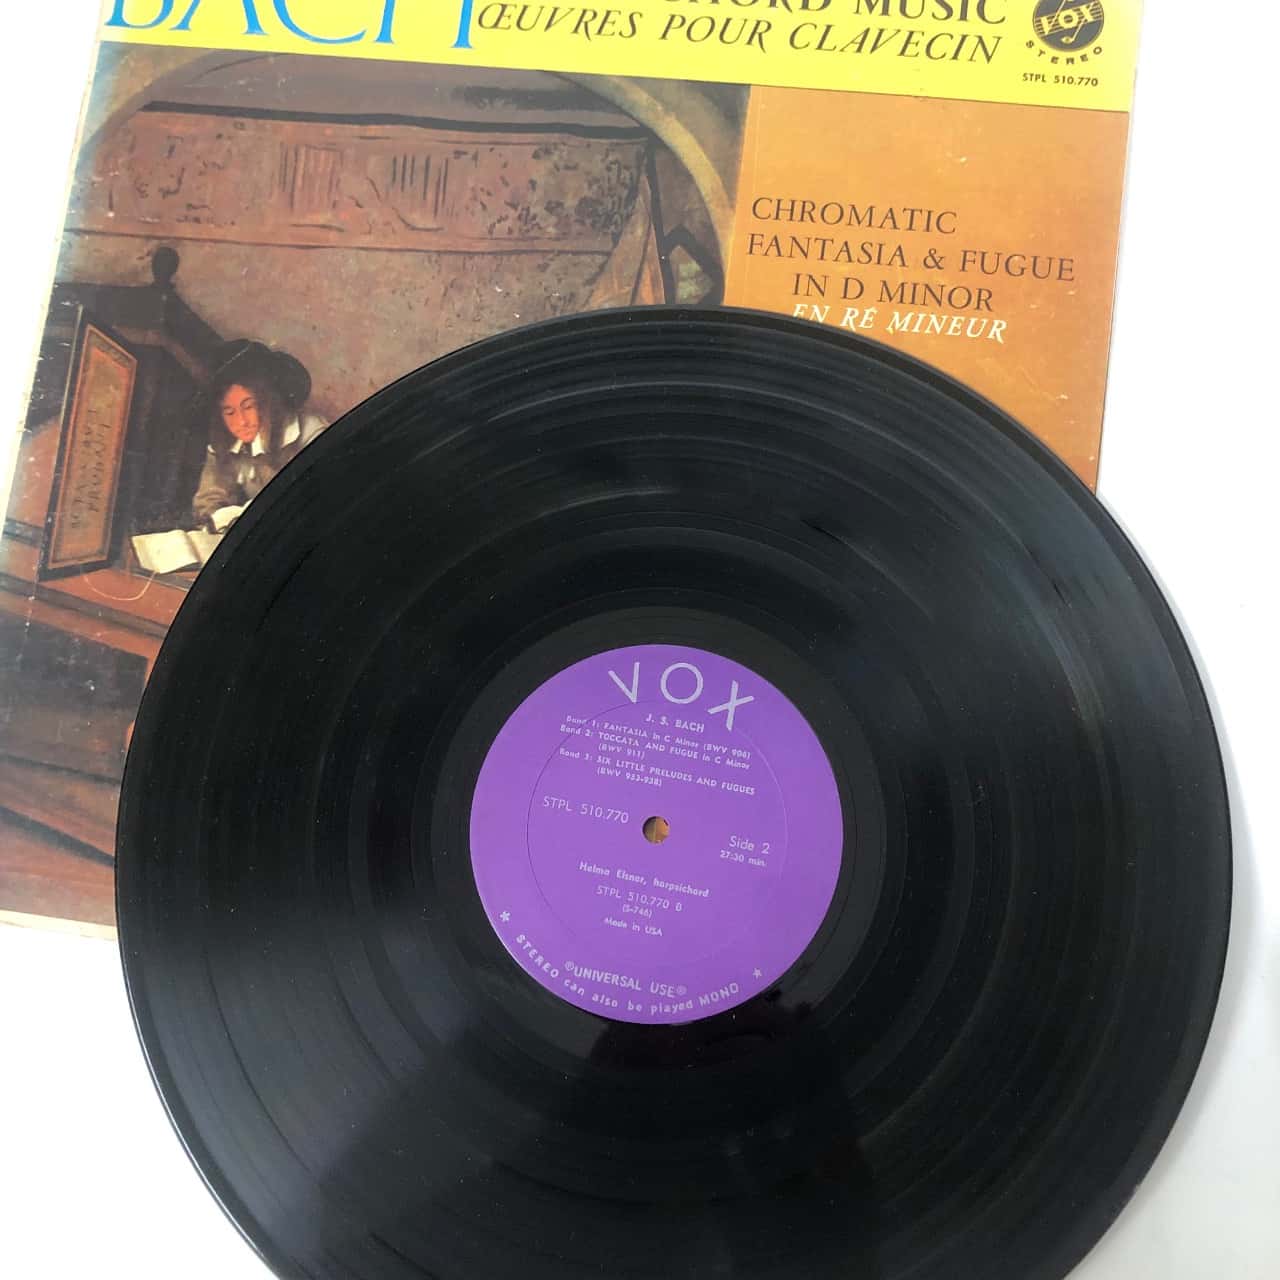 BACH
CHORD MUSIC
ŒUVRES POUR CLAVECIN
VOX
STEREO
STPL 510.770
CHROMATIC
FANTASIA & FUGUE
IN D MINOR
EN RÉ MINEUR
VOX
J. S. BACH
Band 1: FANTASIA in C Minor (BWV 906)
Band 2: TOCCATA AND FUGUE in C Minor
(BWV 911)
Band 3: SIX LITTLE PRELUDES AND FUGUES
(BWV 933-938)
STPL 510.770
Side 2
27:30 min.
Helma Elsner, harpsichord
STPL 510.770 B
(S-746)
Made in USA
®UNIVERSAL USE®
* STEREO can also be played MONO *